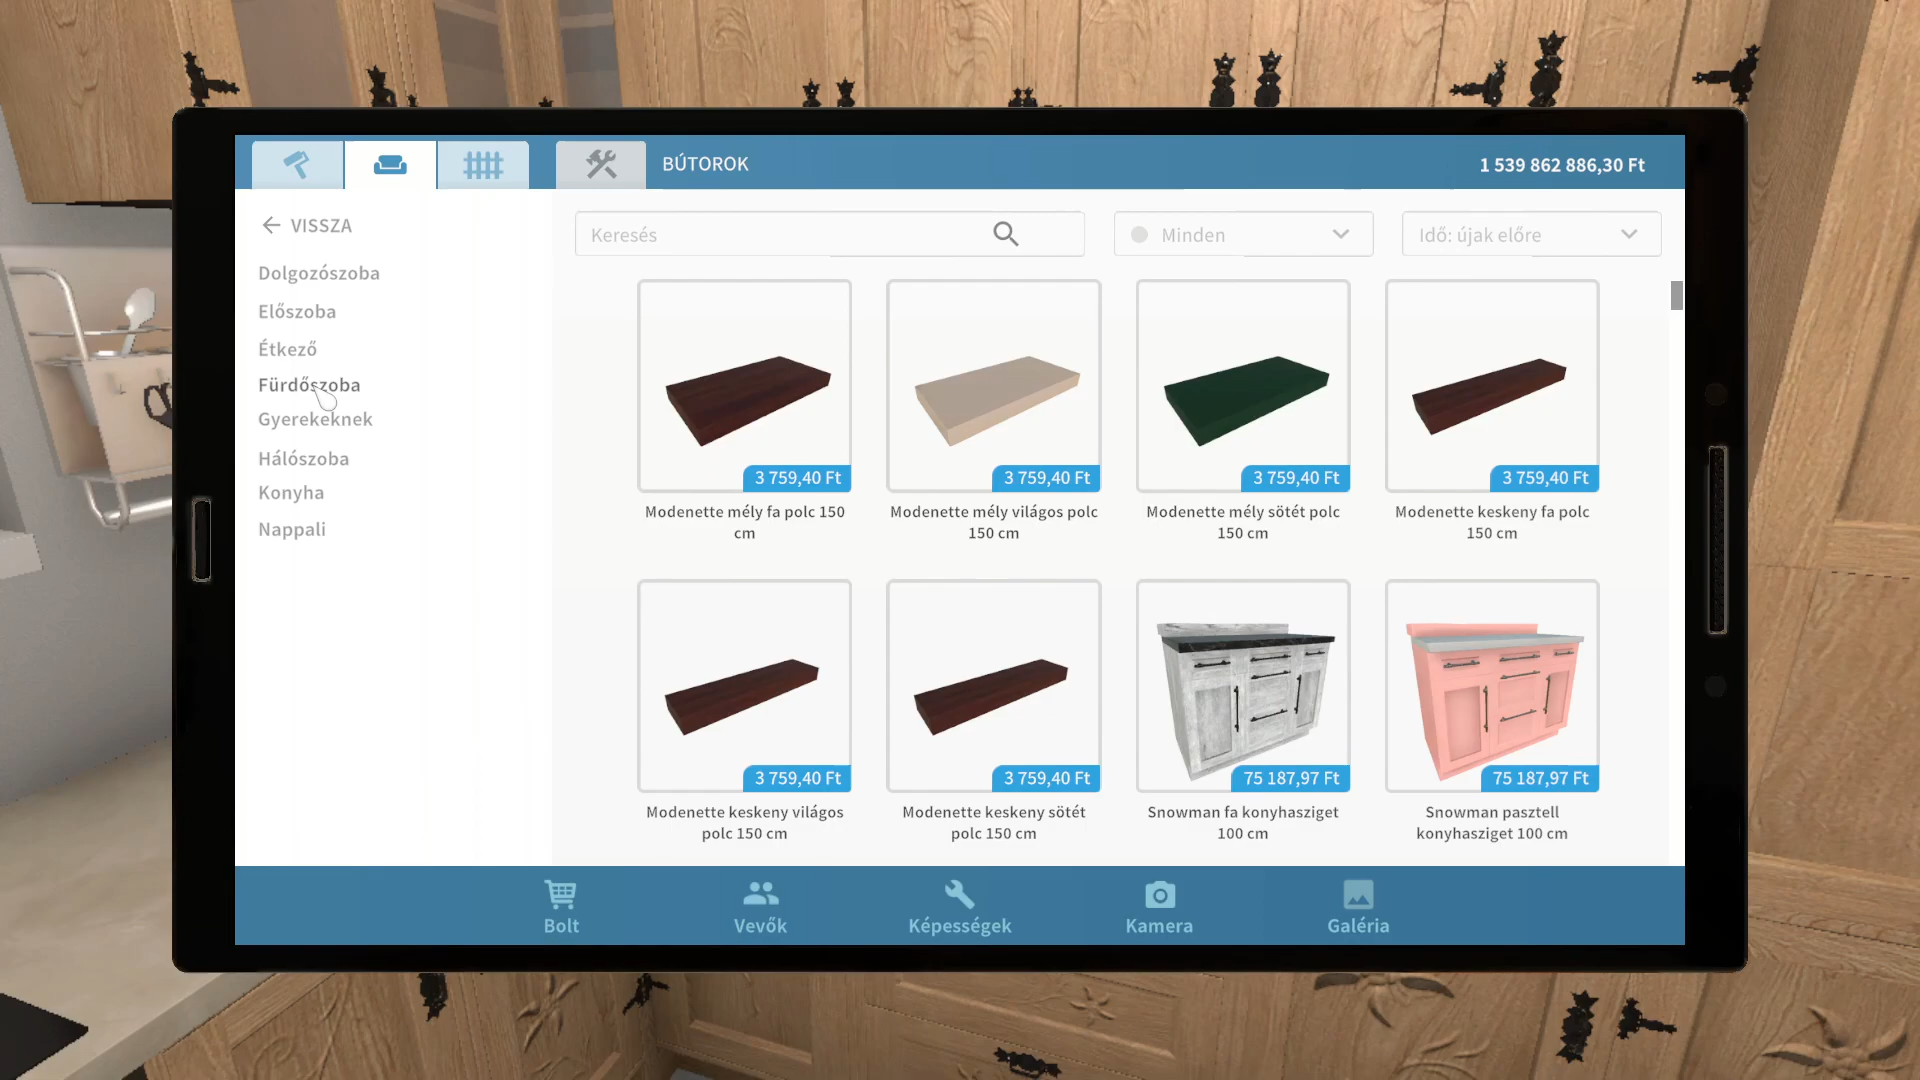 BÚTOROK
1 539 862 886,30 Ft
VISSZA
Dolgozószoba
Előszoba
Étkező
Fürdőszoba
Gyerekeknek
Hálószoba
Konyha
Nappali
Keresés
Minden
Idő: újak előre
3 759,40 Ft
Modenette mély fa polc 150
cm
3 759,40 Ft
Modenette mély világos polc
150 cm
3 759,40 Ft
Modenette mély sötét polc
150 cm
3 759,40 Ft
Modenette keskeny fa polc
150 cm
3 759,40 Ft
Modenette keskeny világos
polc 150 cm
3 759,40 Ft
Modenette keskeny sötét
polc 150 cm
75 187,97 Ft
Snowman fa konyhasziget
100 cm
75 187,97 Ft
Snowman pasztell
konyhasziget 100 cm
Bolt
Vevők
Képességek
Kamera
Galéria